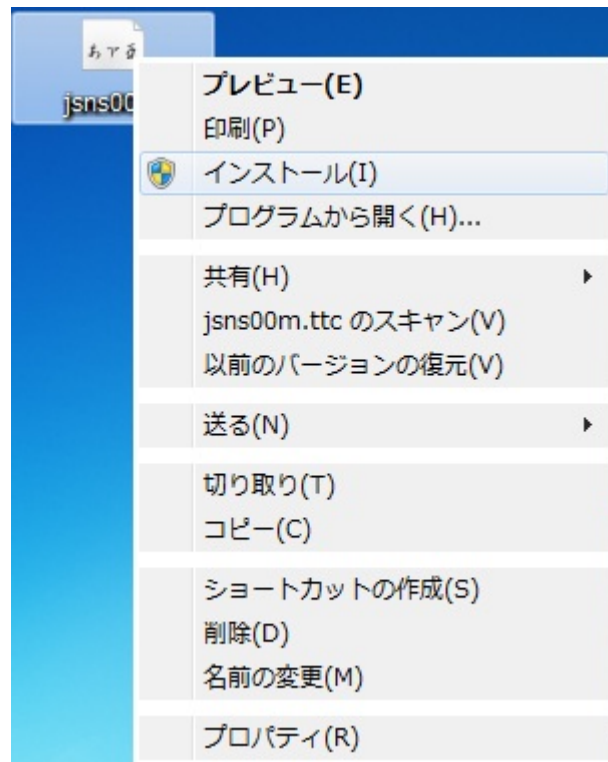 あアあ
jsns00
プレビュー(E)
印刷(P)
インストール(I)
プログラムから開く(H)...
共有(H)
jsns00m.ttc のスキャン(V)
以前のバージョンの復元(V)
送る(N)
切り取り(T)
コピー(C)
ショートカットの作成(S)
削除(D)
名前の変更(M)
プロパティ(R)